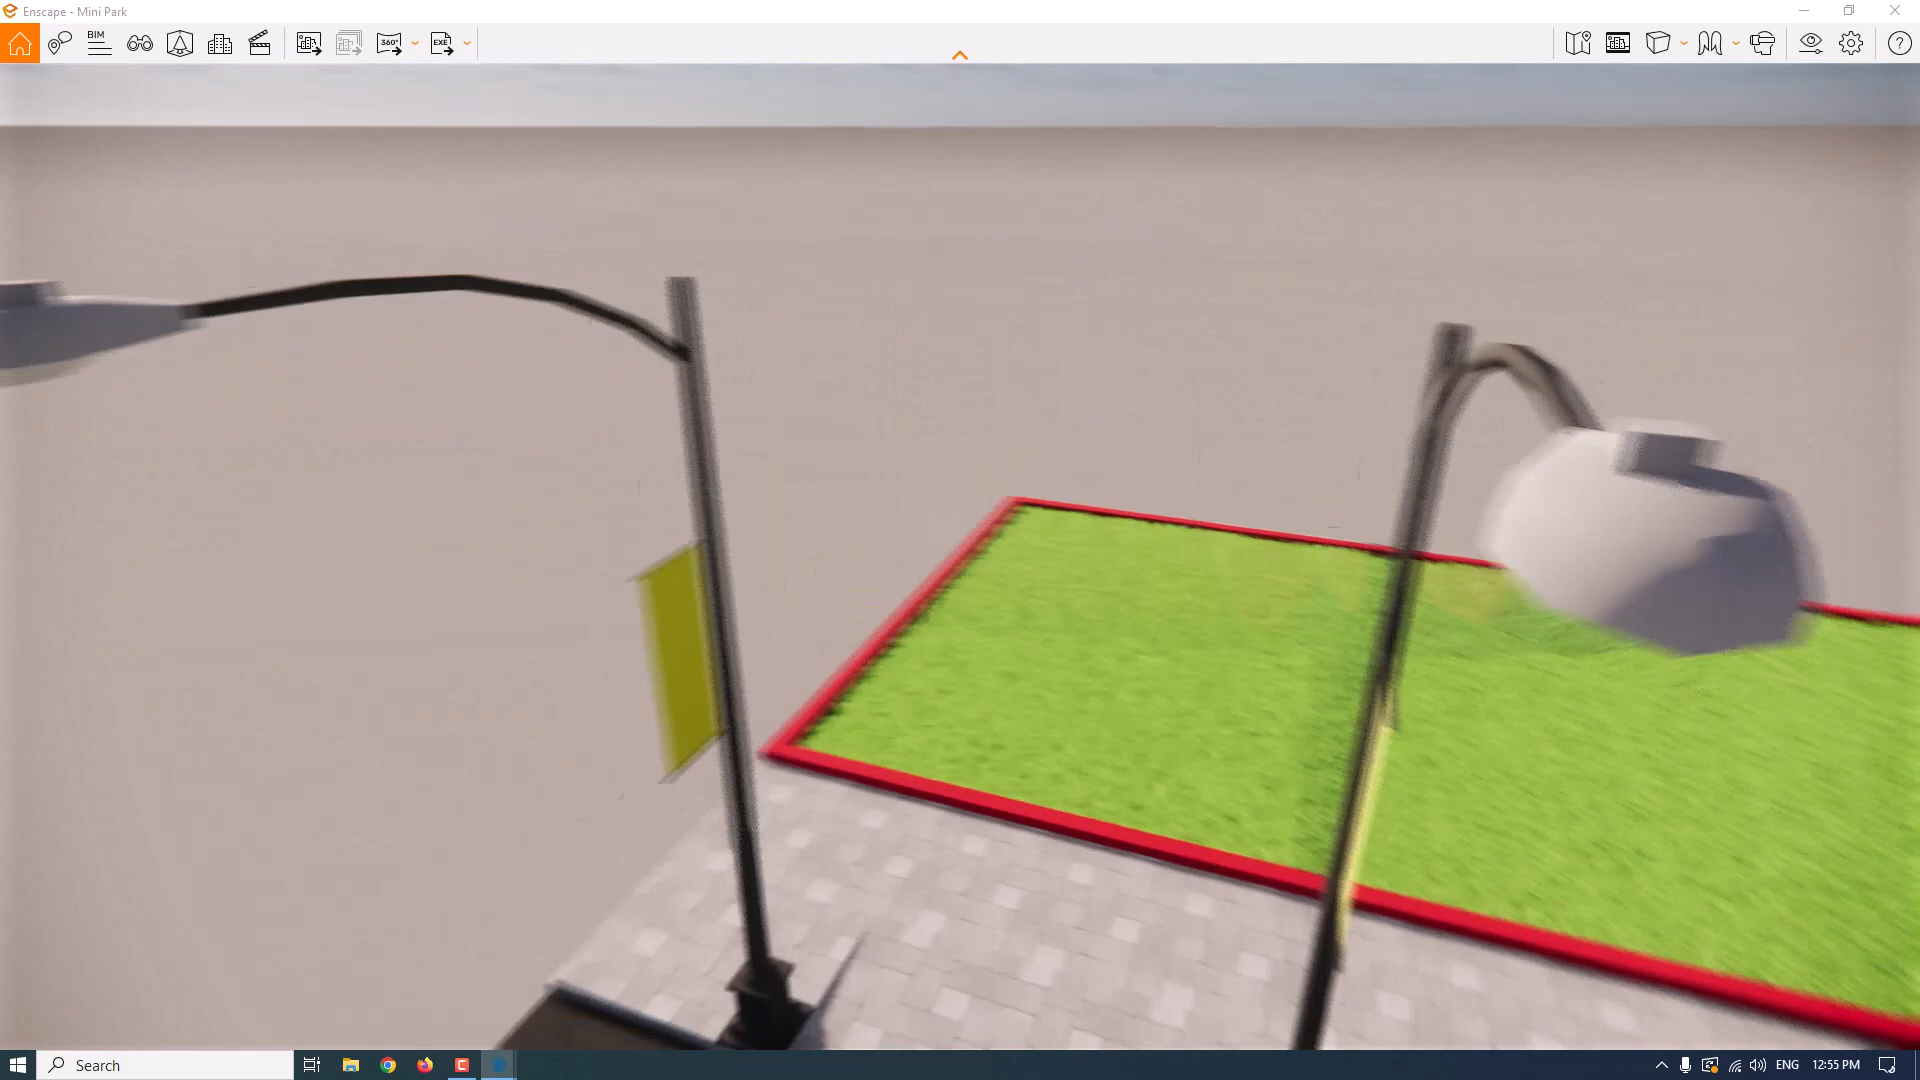 Enscape - Mini Park
BIM
360°
EXE
?
Search
C
ENG
12:55 PM